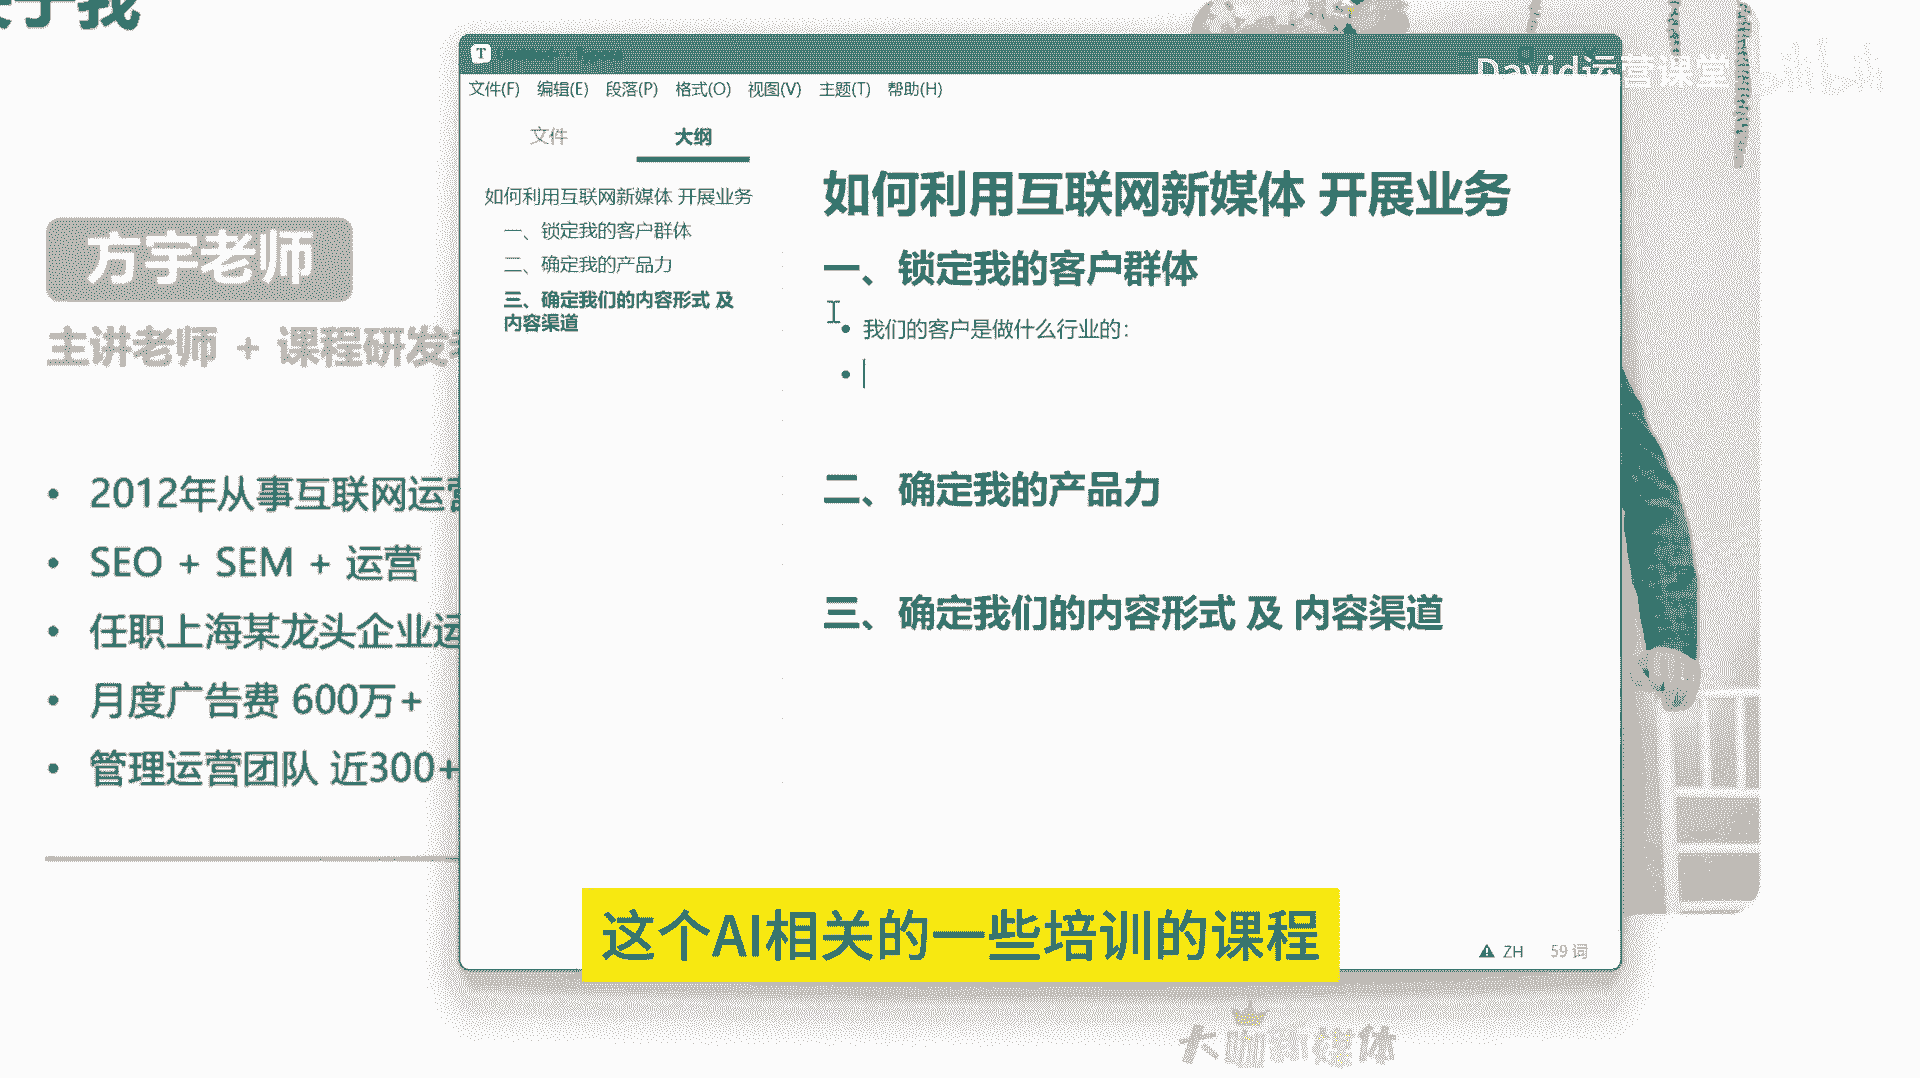 关于我
方宇老师
主讲老师 + 课程研发
2012年从事互联网运营
SEO + SEM + 运营
任职上海某龙头企业运
月度广告费 600万+
管理运营团队 近300+
David运营课堂
文件(F) 编辑(E) 段落(P) 格式(O) 视图(V) 主题(T) 帮助(H)
文件 大纲
如何利用互联网新媒体 开展业务
一、锁定我的客户群体
二、确定我的产品力
三、确定我们的内容形式 及
内容渠道
如何利用互联网新媒体 开展业务
一、锁定我的客户群体
我们的客户是做什么行业的：
二、确定我的产品力
三、确定我们的内容形式 及 内容渠道
ZH 59 词
这个AI相关的一些培训的课程
大咖新媒体